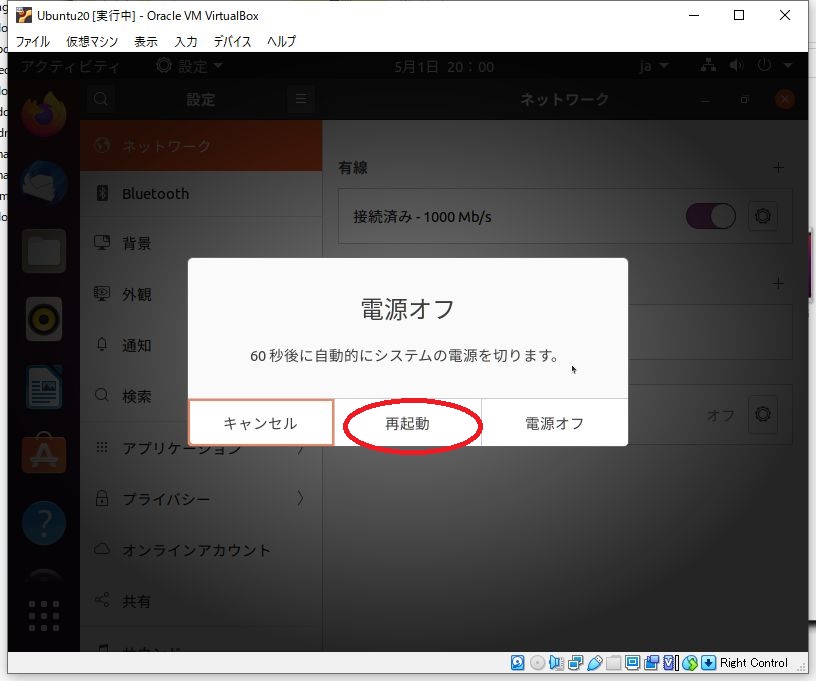 Ubuntu20 [実行中] - Oracle VM VirtualBox
ファイル 仮想マシン 表示 入力 デバイス ヘルプ
アクティビティ 設定 5月1日 20：00 ja
設定 ネットワーク
ネットワーク
有線
Bluetooth
接続済み - 1000 Mb/s
背景
外観
電源オフ
通知
60 秒後に自動的にシステムの電源を切ります。
検索
オフ
キャンセル 再起動 電源オフ
アプリケーション
プライバシー
オンラインアカウント
共有
サウンド
Right Control